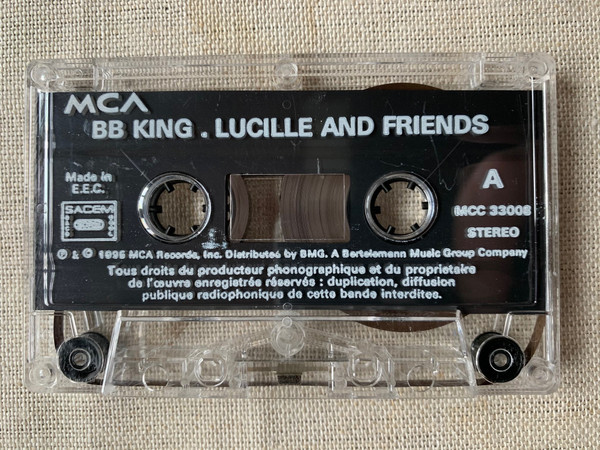 MCA
BB KING . LUCILLE AND FRIENDS
Made in
E.E.C.
SACEM
A
MCC 33008
STEREO
℗ & © 1995 MCA Records, Inc. Distributed by BMG. A Bertelsmann Music Group Company
Tous droits du producteur phonographique et du proprietaire
de l'œuvre enregistrée réservés : duplication, diffusion
publique radiophonique de cette bande interdites.